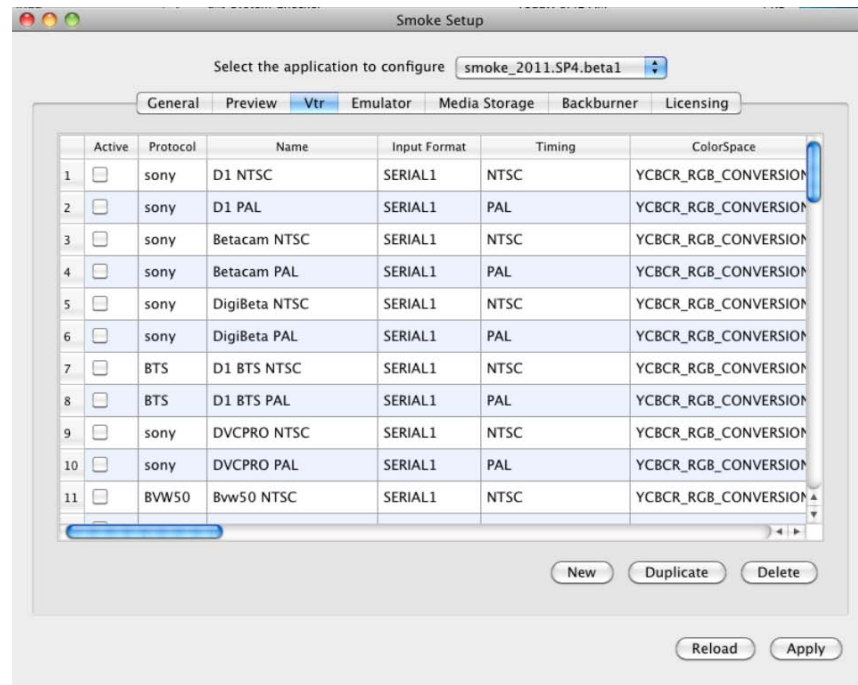 Smoke Setup
Select the application to configure smoke_2011.SP4.beta1
General Preview Vtr Emulator Media Storage Backburner Licensing
Active Protocol Name Input Format Timing ColorSpace
1 sony D1 NTSC SERIAL1 NTSC YCBCR_RGB_CONVERSION
2 sony D1 PAL SERIAL1 PAL YCBCR_RGB_CONVERSION
3 sony Betacam NTSC SERIAL1 NTSC YCBCR_RGB_CONVERSION
4 sony Betacam PAL SERIAL1 PAL YCBCR_RGB_CONVERSION
5 sony DigiBeta NTSC SERIAL1 NTSC YCBCR_RGB_CONVERSION
6 sony DigiBeta PAL SERIAL1 PAL YCBCR_RGB_CONVERSION
7 BTS D1 BTS NTSC SERIAL1 NTSC YCBCR_RGB_CONVERSION
8 BTS D1 BTS PAL SERIAL1 PAL YCBCR_RGB_CONVERSION
9 sony DVCPRO NTSC SERIAL1 NTSC YCBCR_RGB_CONVERSION
10 sony DVCPRO PAL SERIAL1 PAL YCBCR_RGB_CONVERSION
11 BVW50 Bvw50 NTSC SERIAL1 NTSC YCBCR_RGB_CONVERSION
New Duplicate Delete
Reload Apply